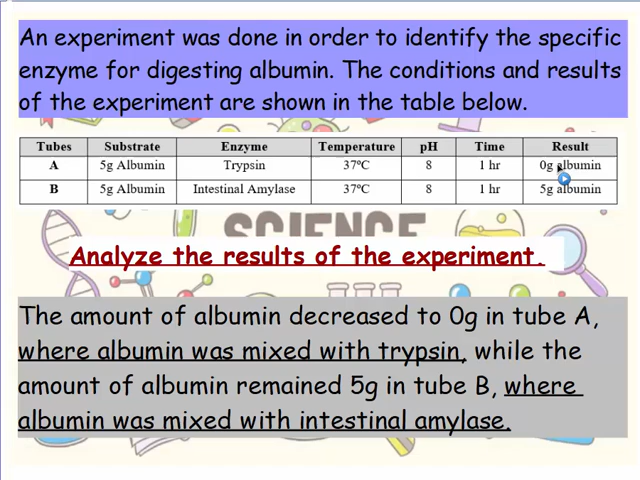 An experiment was done in order to identify the specific
enzyme for digesting albumin. The conditions and results
of the experiment are shown in the table below.
Tubes Substrate Enzyme Temperature pH Time Result
A 5g Albumin Trypsin 37ºC 8 1 hr 0g albumin
B 5g Albumin Intestinal Amylase 37ºC 8 1 hr 5g albumin
SCIENCE
Analyze the results of the experiment.
The amount of albumin decreased to 0g in tube A,
where albumin was mixed with trypsin, while the
amount of albumin remained 5g in tube B, where
albumin was mixed with intestinal amylase.